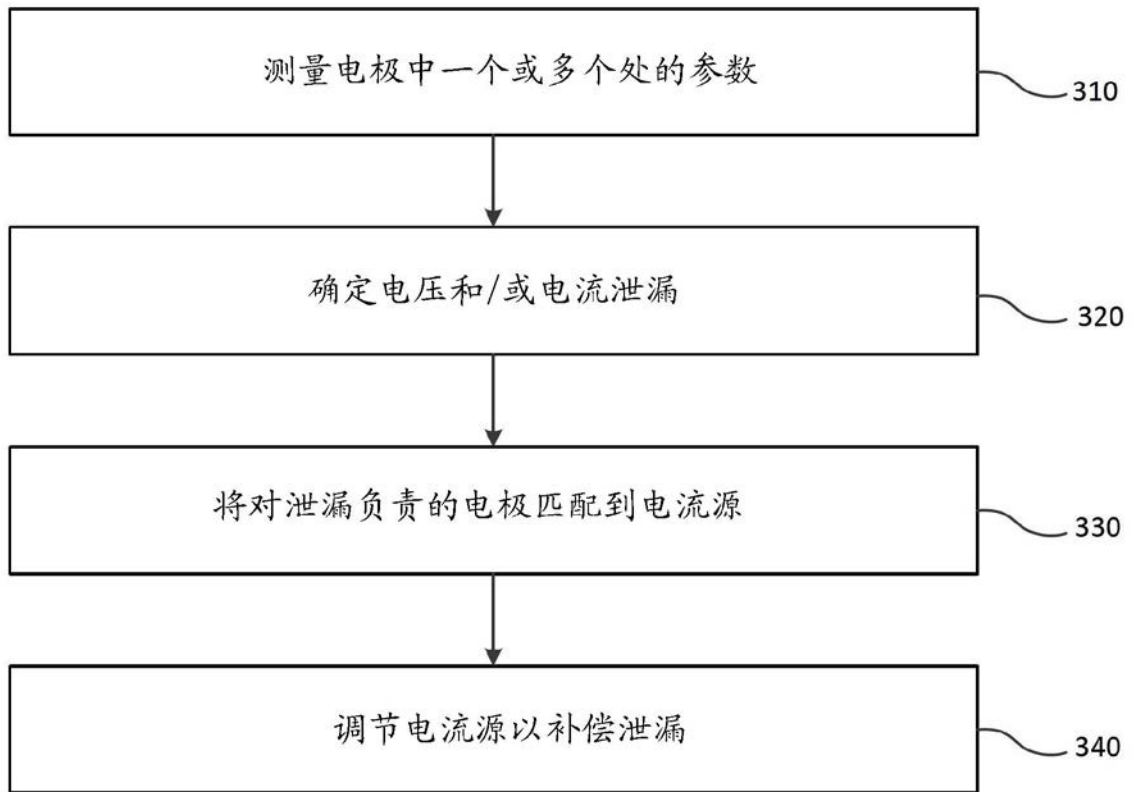 测量电极中一个或多个处的参数
310
确定电压和/或电流泄漏
320
将对泄漏负责的电极匹配到电流源
330
调节电流源以补偿泄漏
340